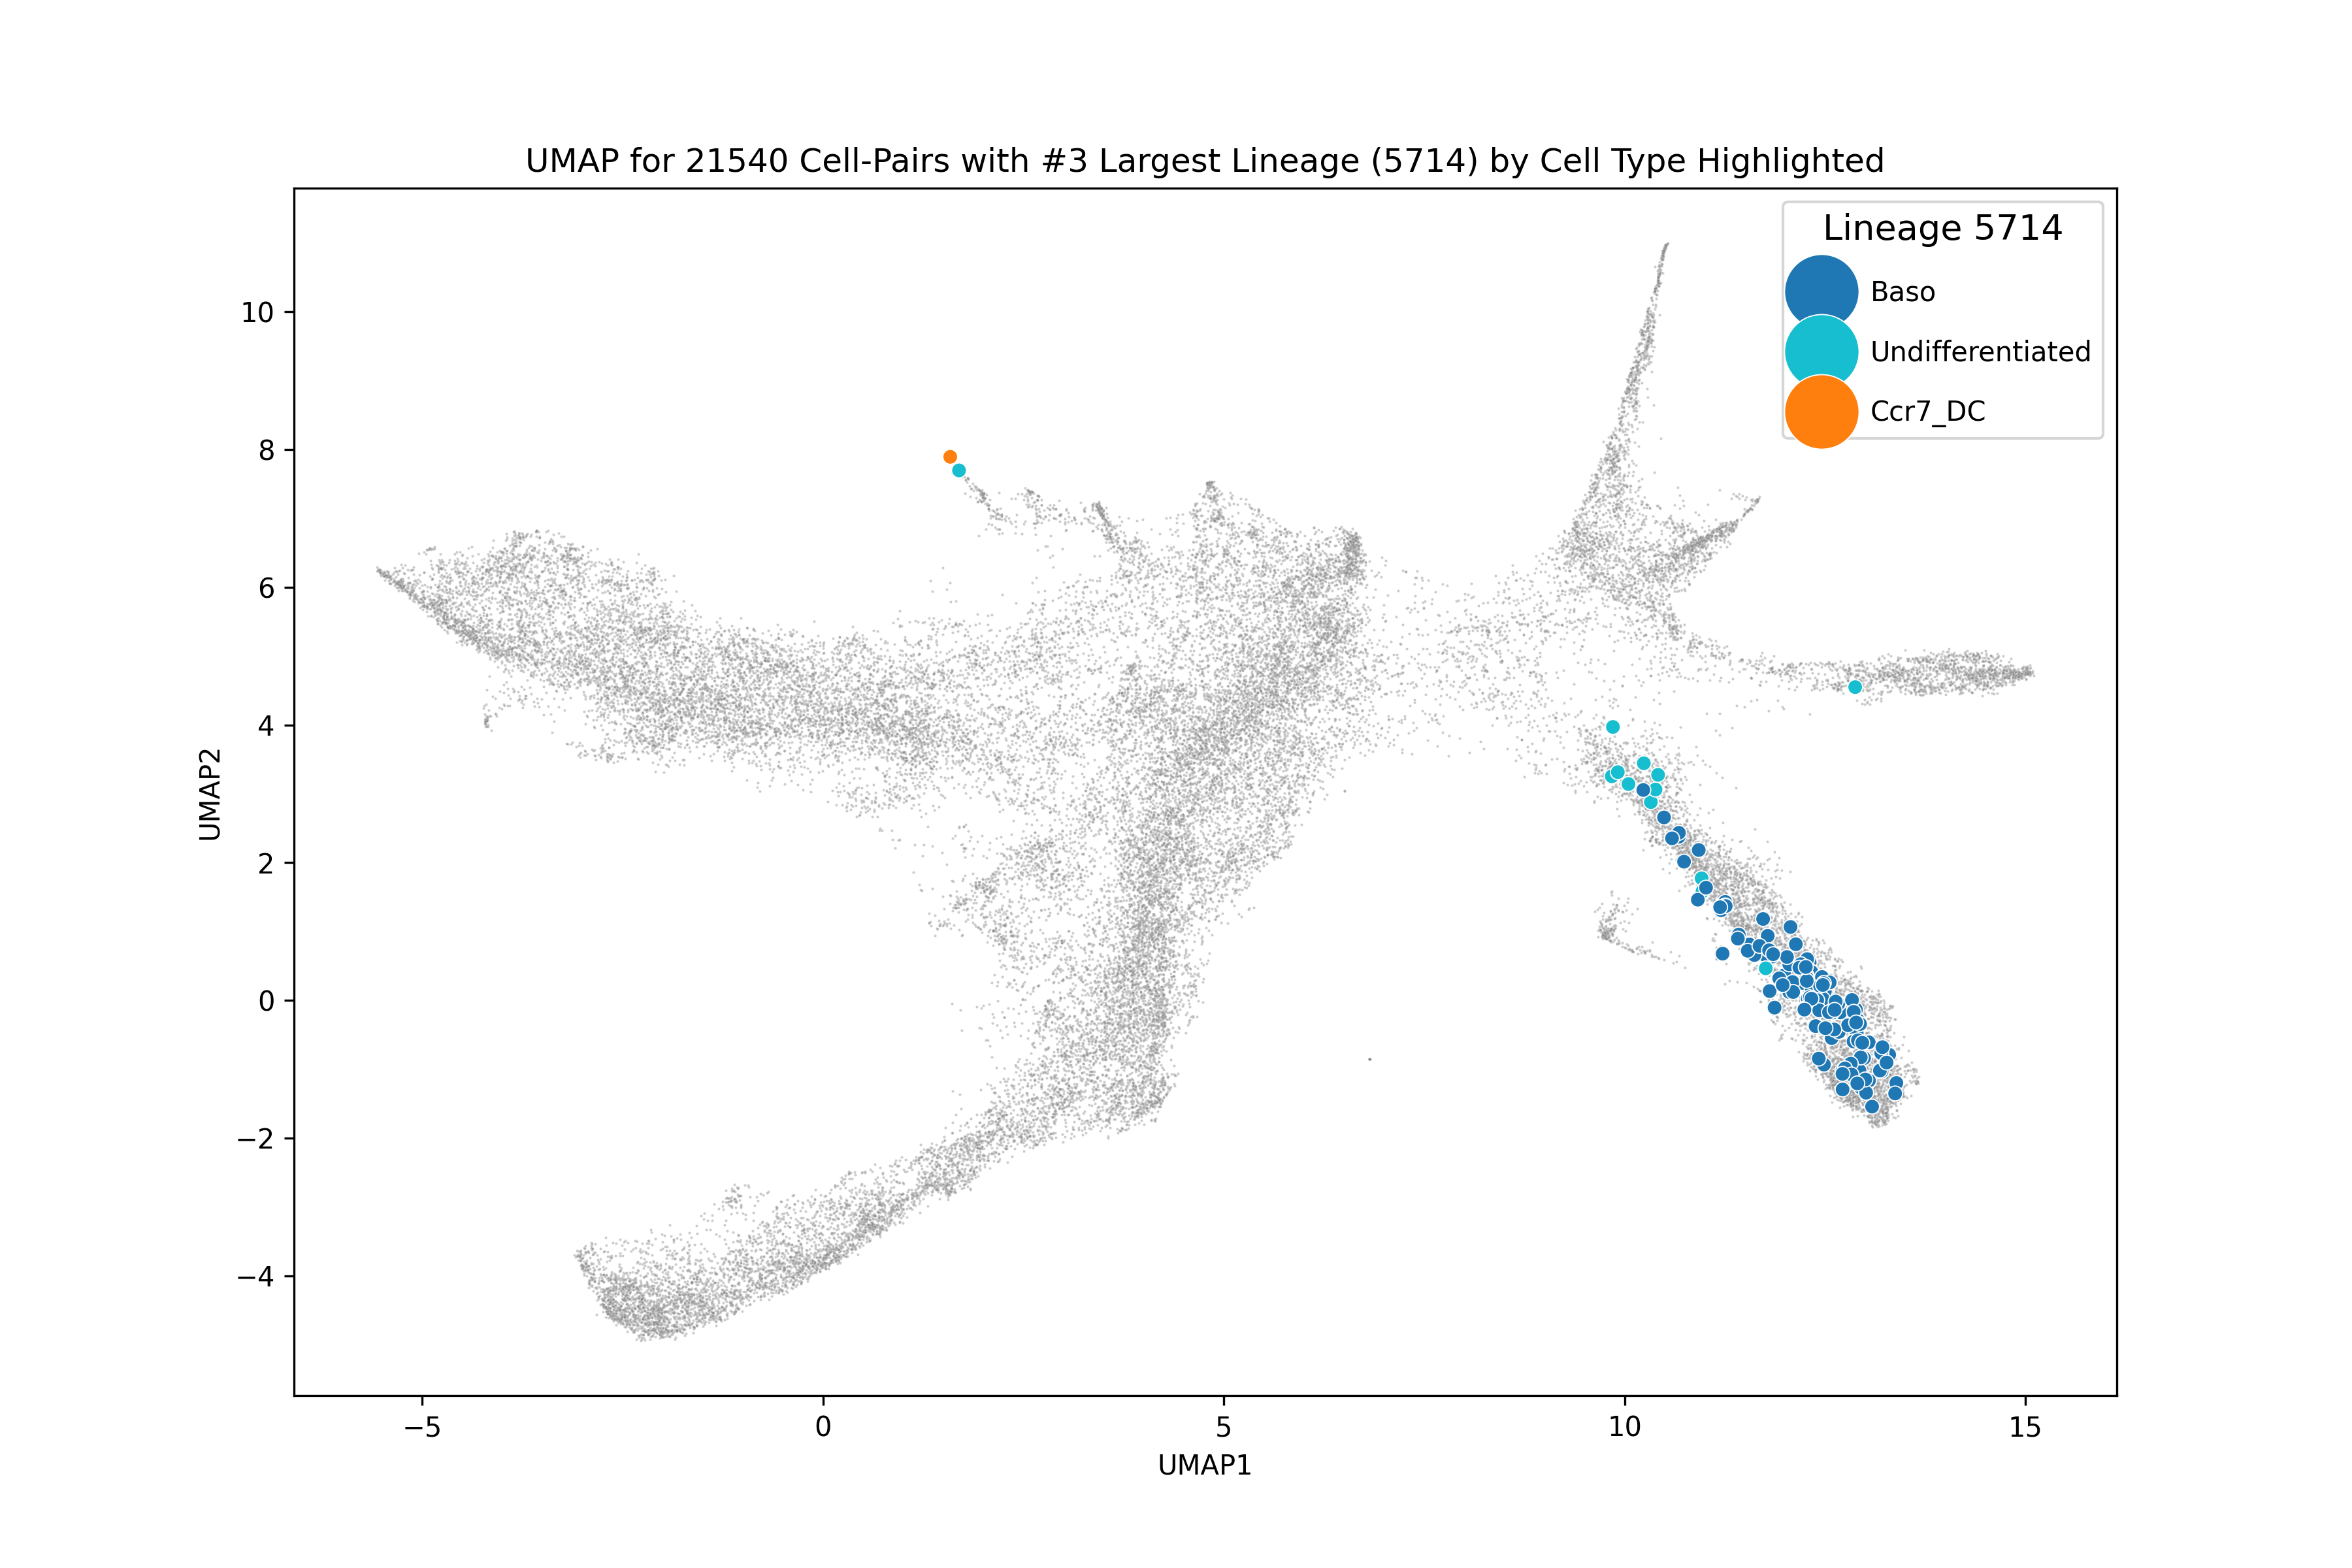 UMAP for 21540 Cell-Pairs with #3 Largest Lineage (5714) by Cell Type Highlighted
Lineage 5714
Baso
Undifferentiated
Ccr7_DC
10
8
6
4
2
0
−2
−4
UMAP2
−5
0
5
10
15
UMAP1